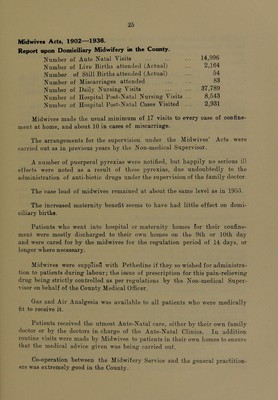 25
Midwives Acts, 1902—1936.
Report upon Domiciliary Midwifery in the County.
Number of Ante Natal Visits ... ... ... 14,996
Number of Live Births attended (Actual) ... 2,164
Number of Still Births attended (Actual) ... 54
Number of Miscarriages attended ... ... 83
Number of Daily Nursing Visits ... ... 37,789
Number of Hospital Post-Natal Nursing Visits ... 8,543
Number of Hospital Post-Natal Cases Visited ... 2,931
Midwives made the usual minimum of 17 visits to every case of confine-
ment at home, and about 10 in cases of miscarriage.
The arrangements for the supervision under the Midwives' Acts were
carried out as in previous years by the Non-medical Supervisor.
A number of puerperal pyrexias were notified, but happily no serious ill
effects were noted as a result of these pyrexias, due undoubtedly to the
administration of anti-biotic drugs under the supervision of the family doctor.
The case load of midwives remained at about the same level as in 1953.
The increased maternity benefit seems to have had little effect on domi-
ciliary births.
Patients who went into hospital or maternity homes for their confine-
ment were mostly discharged to their own homes on the 9th or 10th day
and were cared for by the midwives for the regulation period of 14 days, or
longer where necessary.
Midwives were supplied with Pethedine if they so wished for administra-
tion to patients during labour; the issue of prescription for this pain-relieving
drug being strictly controlled as per regulations by the Non-medical Super-
visor on behalf of the County Medical Officer.
Gas and Air Analgesia was available to all patients who were medically
fit to receive it.
Patients received the utmost Ante-Natal care, either by their own family
doctor or by the doctors in charge of the Ante-Natal Clinics. In addition
routine visits were made by Midwives to patients in their own homes to ensure
that the medical advice given was being carried out.
Co-operation between the Midwifery Service and the general practition-
ers was extremely good in the County.